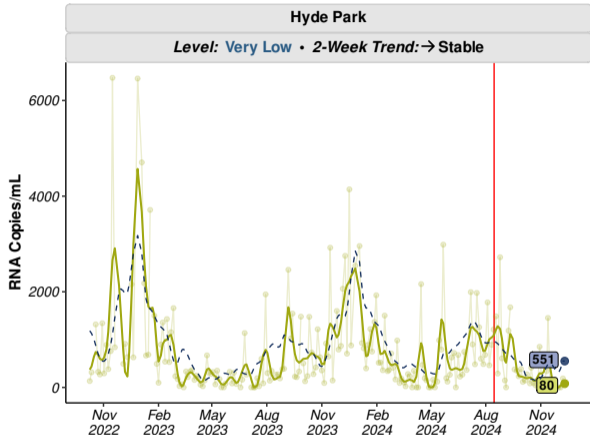 Hyde Park
Level: Very Low • 2-Week Trend: → Stable
RNA Copies/mL
6000
4000
2000
0
551
80
Nov 2022
Feb 2023
May 2023
Aug 2023
Nov 2023
Feb 2024
May 2024
Aug 2024
Nov 2024